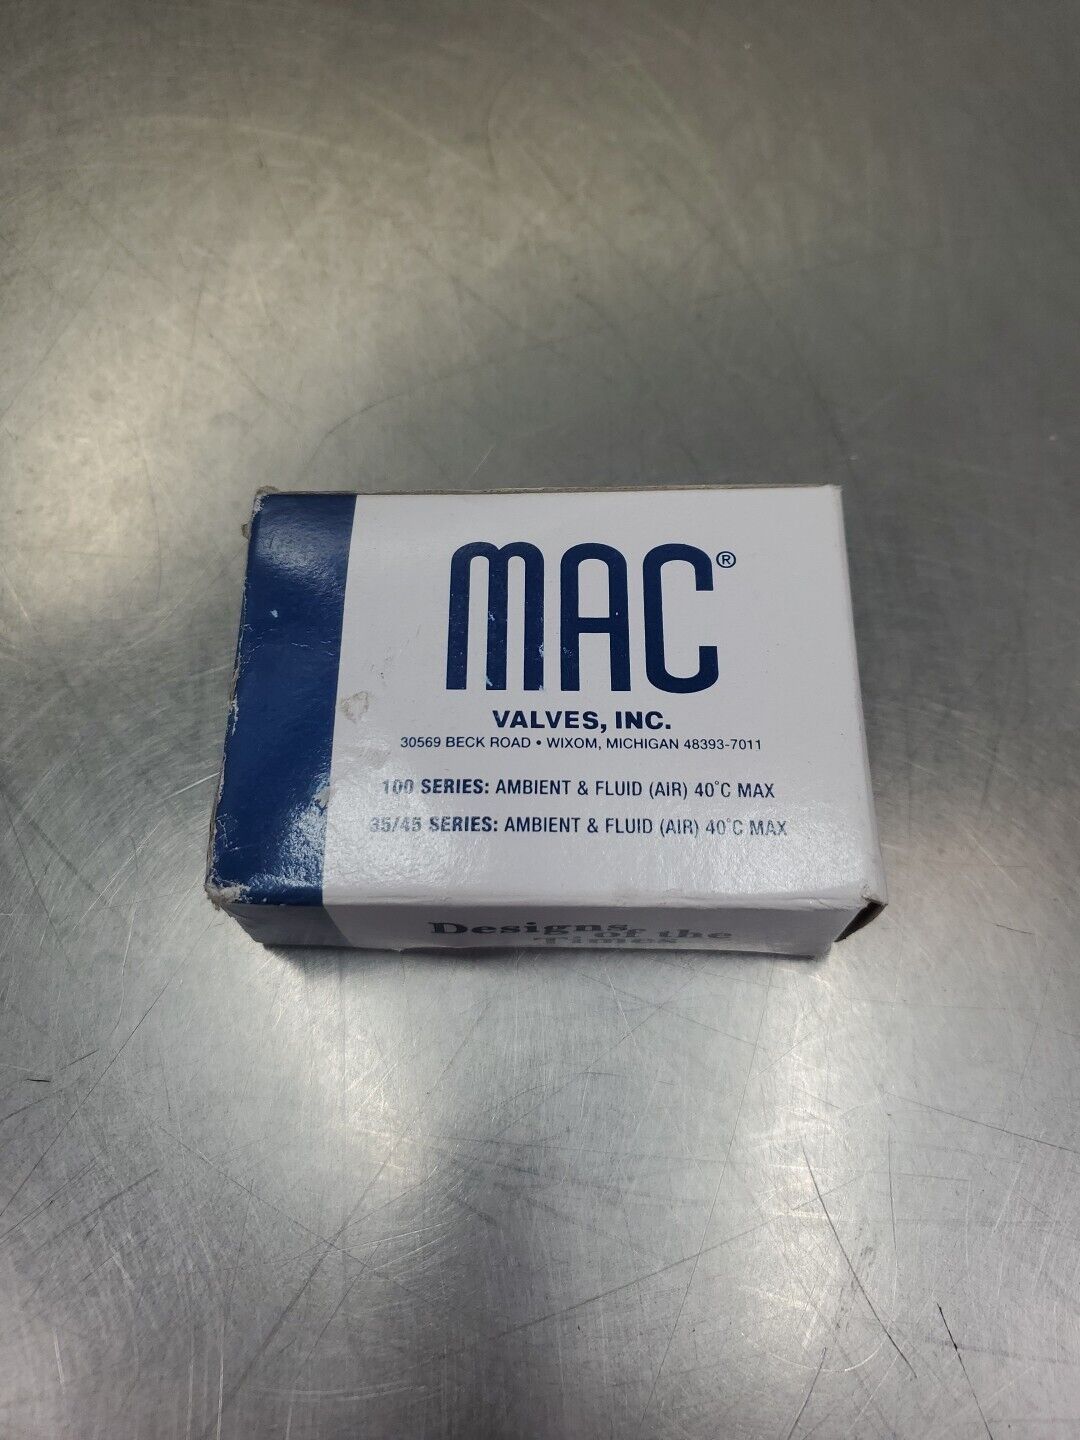 MAC®
VALVES, INC.
30569 BECK ROAD • WIXOM, MICHIGAN 48393-7011
100 SERIES: AMBIENT & FLUID (AIR) 40°C MAX
35/45 SERIES: AMBIENT & FLUID (AIR) 40°C MAX
Designs
of the
Times